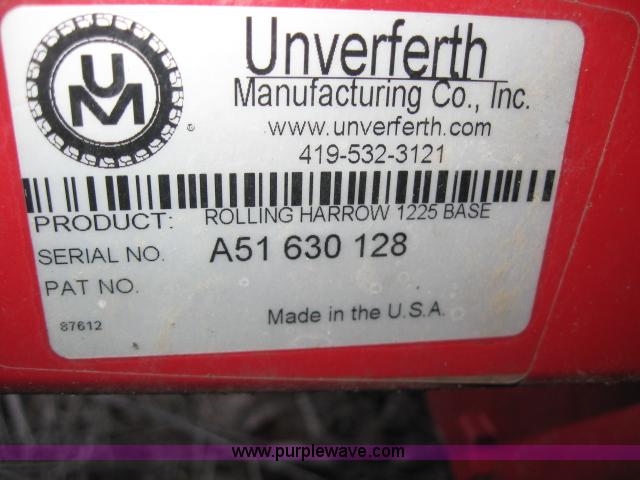 UM
Unverferth
Manufacturing Co., Inc.
®
www.unverferth.com
419-532-3121
PRODUCT: ROLLING HARROW 1225 BASE
SERIAL NO. A51 630 128
PAT NO.
87612 Made in the U.S.A.
www.purplewave.com